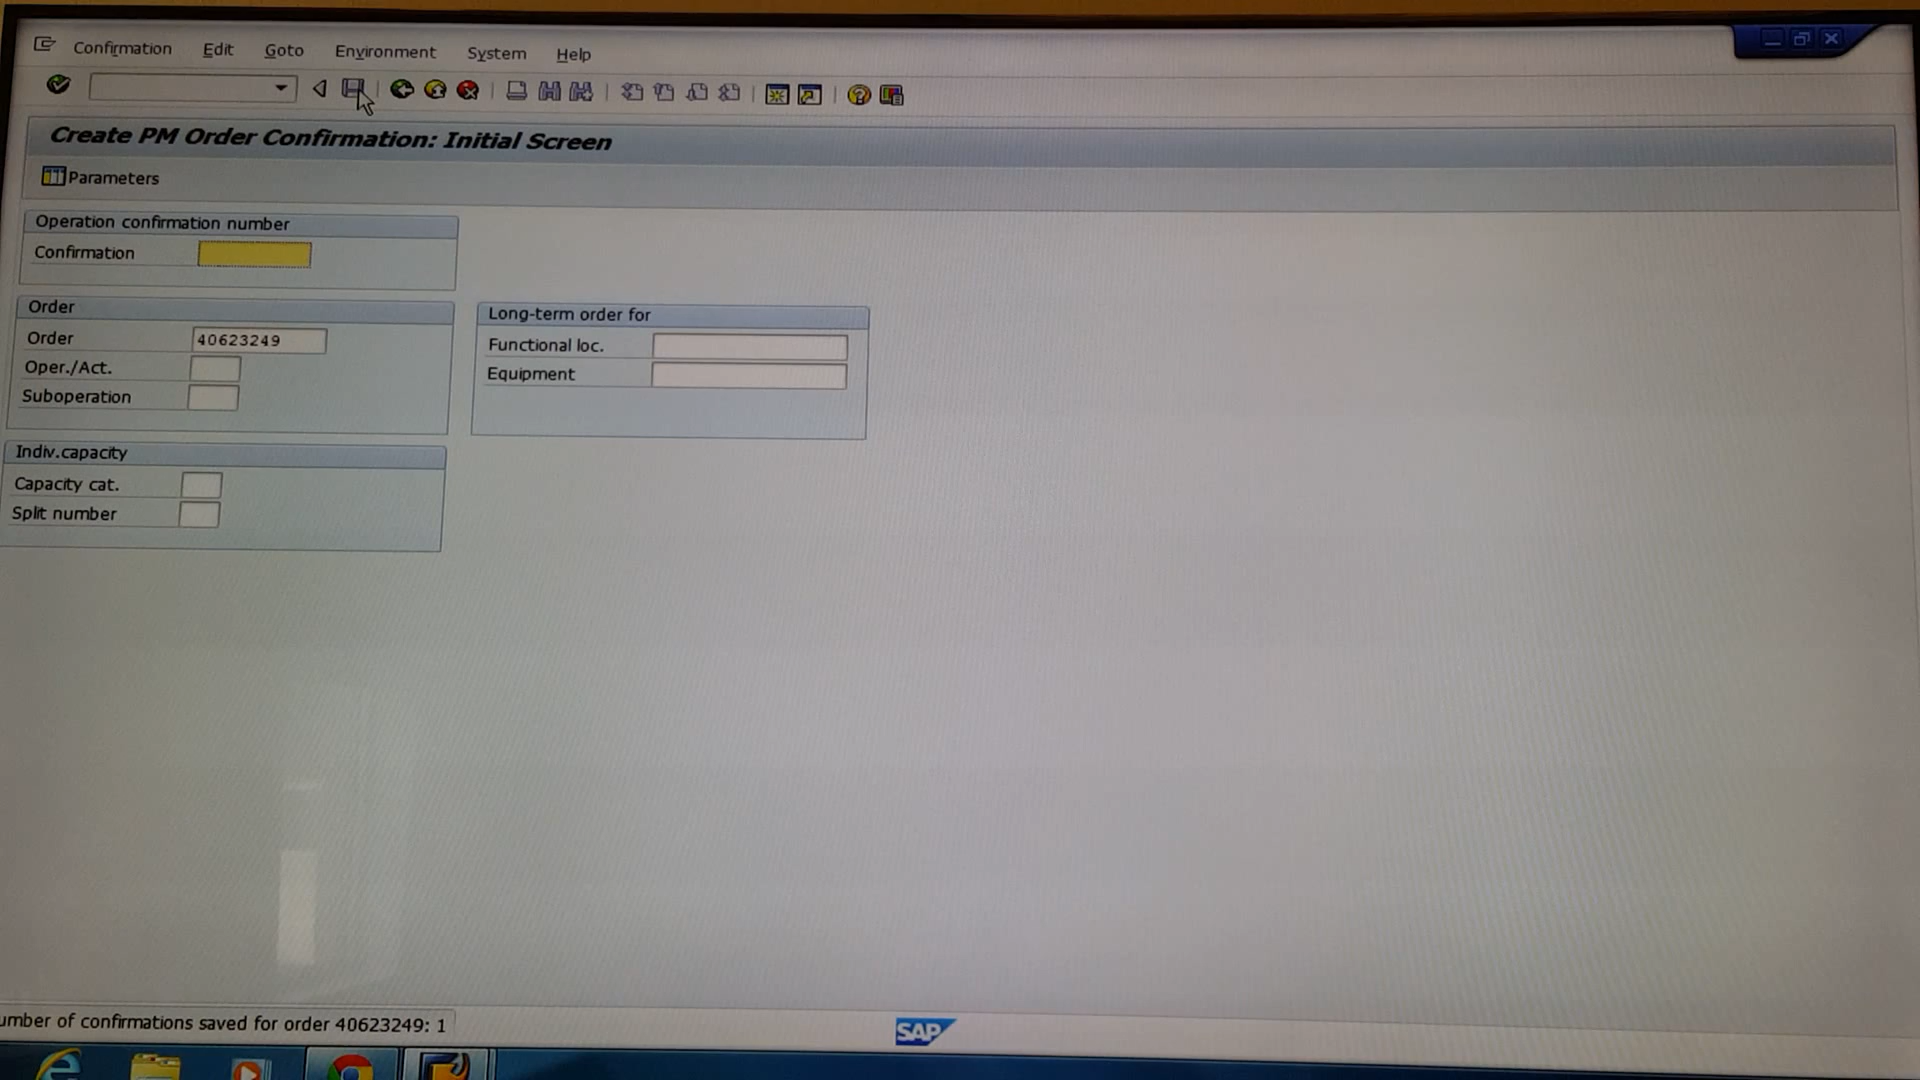 Confirmation Edit Goto Environment System Help
Create PM Order Confirmation: Initial Screen
Parameters
Operation confirmation number
Confirmation
Order
Order 40623249
Oper./Act.
Suboperation
Long-term order for
Functional loc.
Equipment
Indiv.capacity
Capacity cat.
Split number
umber of confirmations saved for order 40623249: 1
SAP